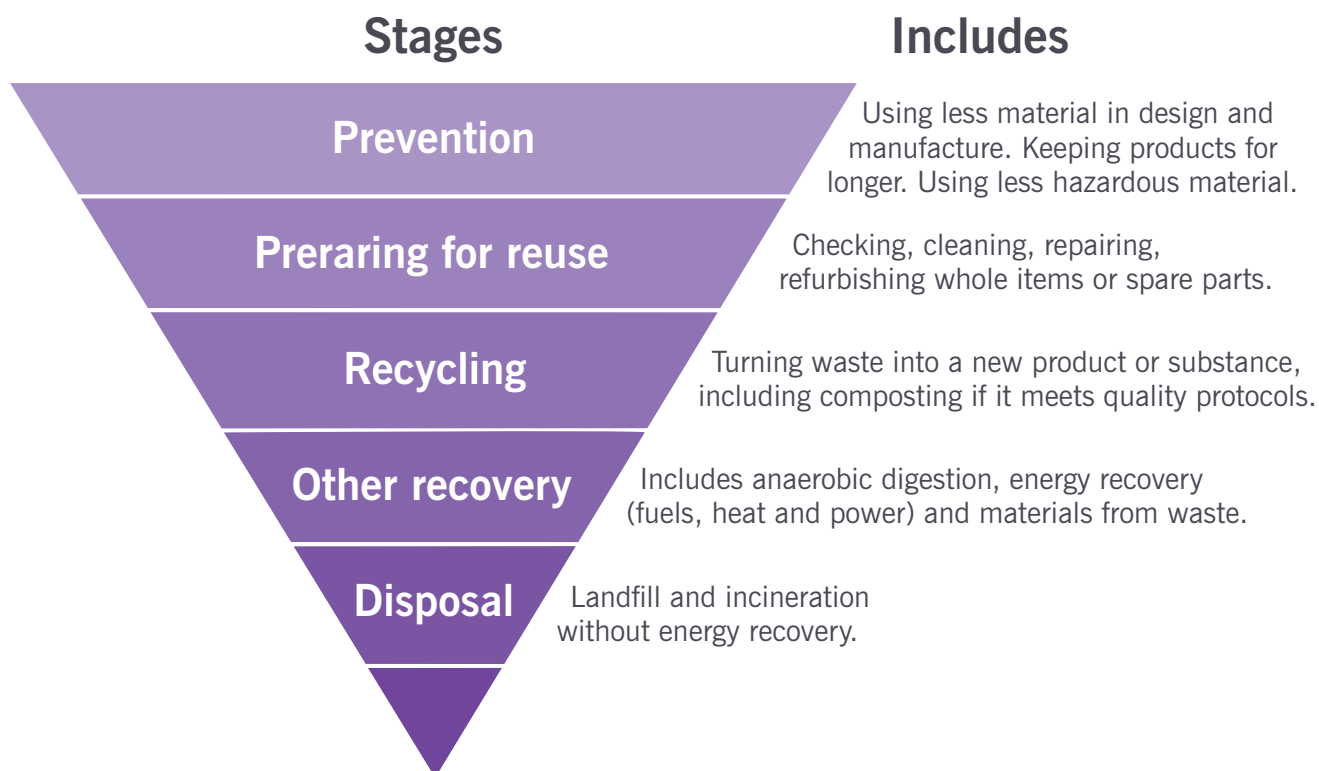 Stages
Includes
Prevention
Using less material in design and
manufacture. Keeping products for
longer. Using less hazardous material.
Preraring for reuse
Checking, cleaning, repairing,
refurbishing whole items or spare parts.
Recycling
Turning waste into a new product or substance,
including composting if it meets quality protocols.
Other recovery
Includes anaerobic digestion, energy recovery
(fuels, heat and power) and materials from waste.
Disposal
Landfill and incineration
without energy recovery.